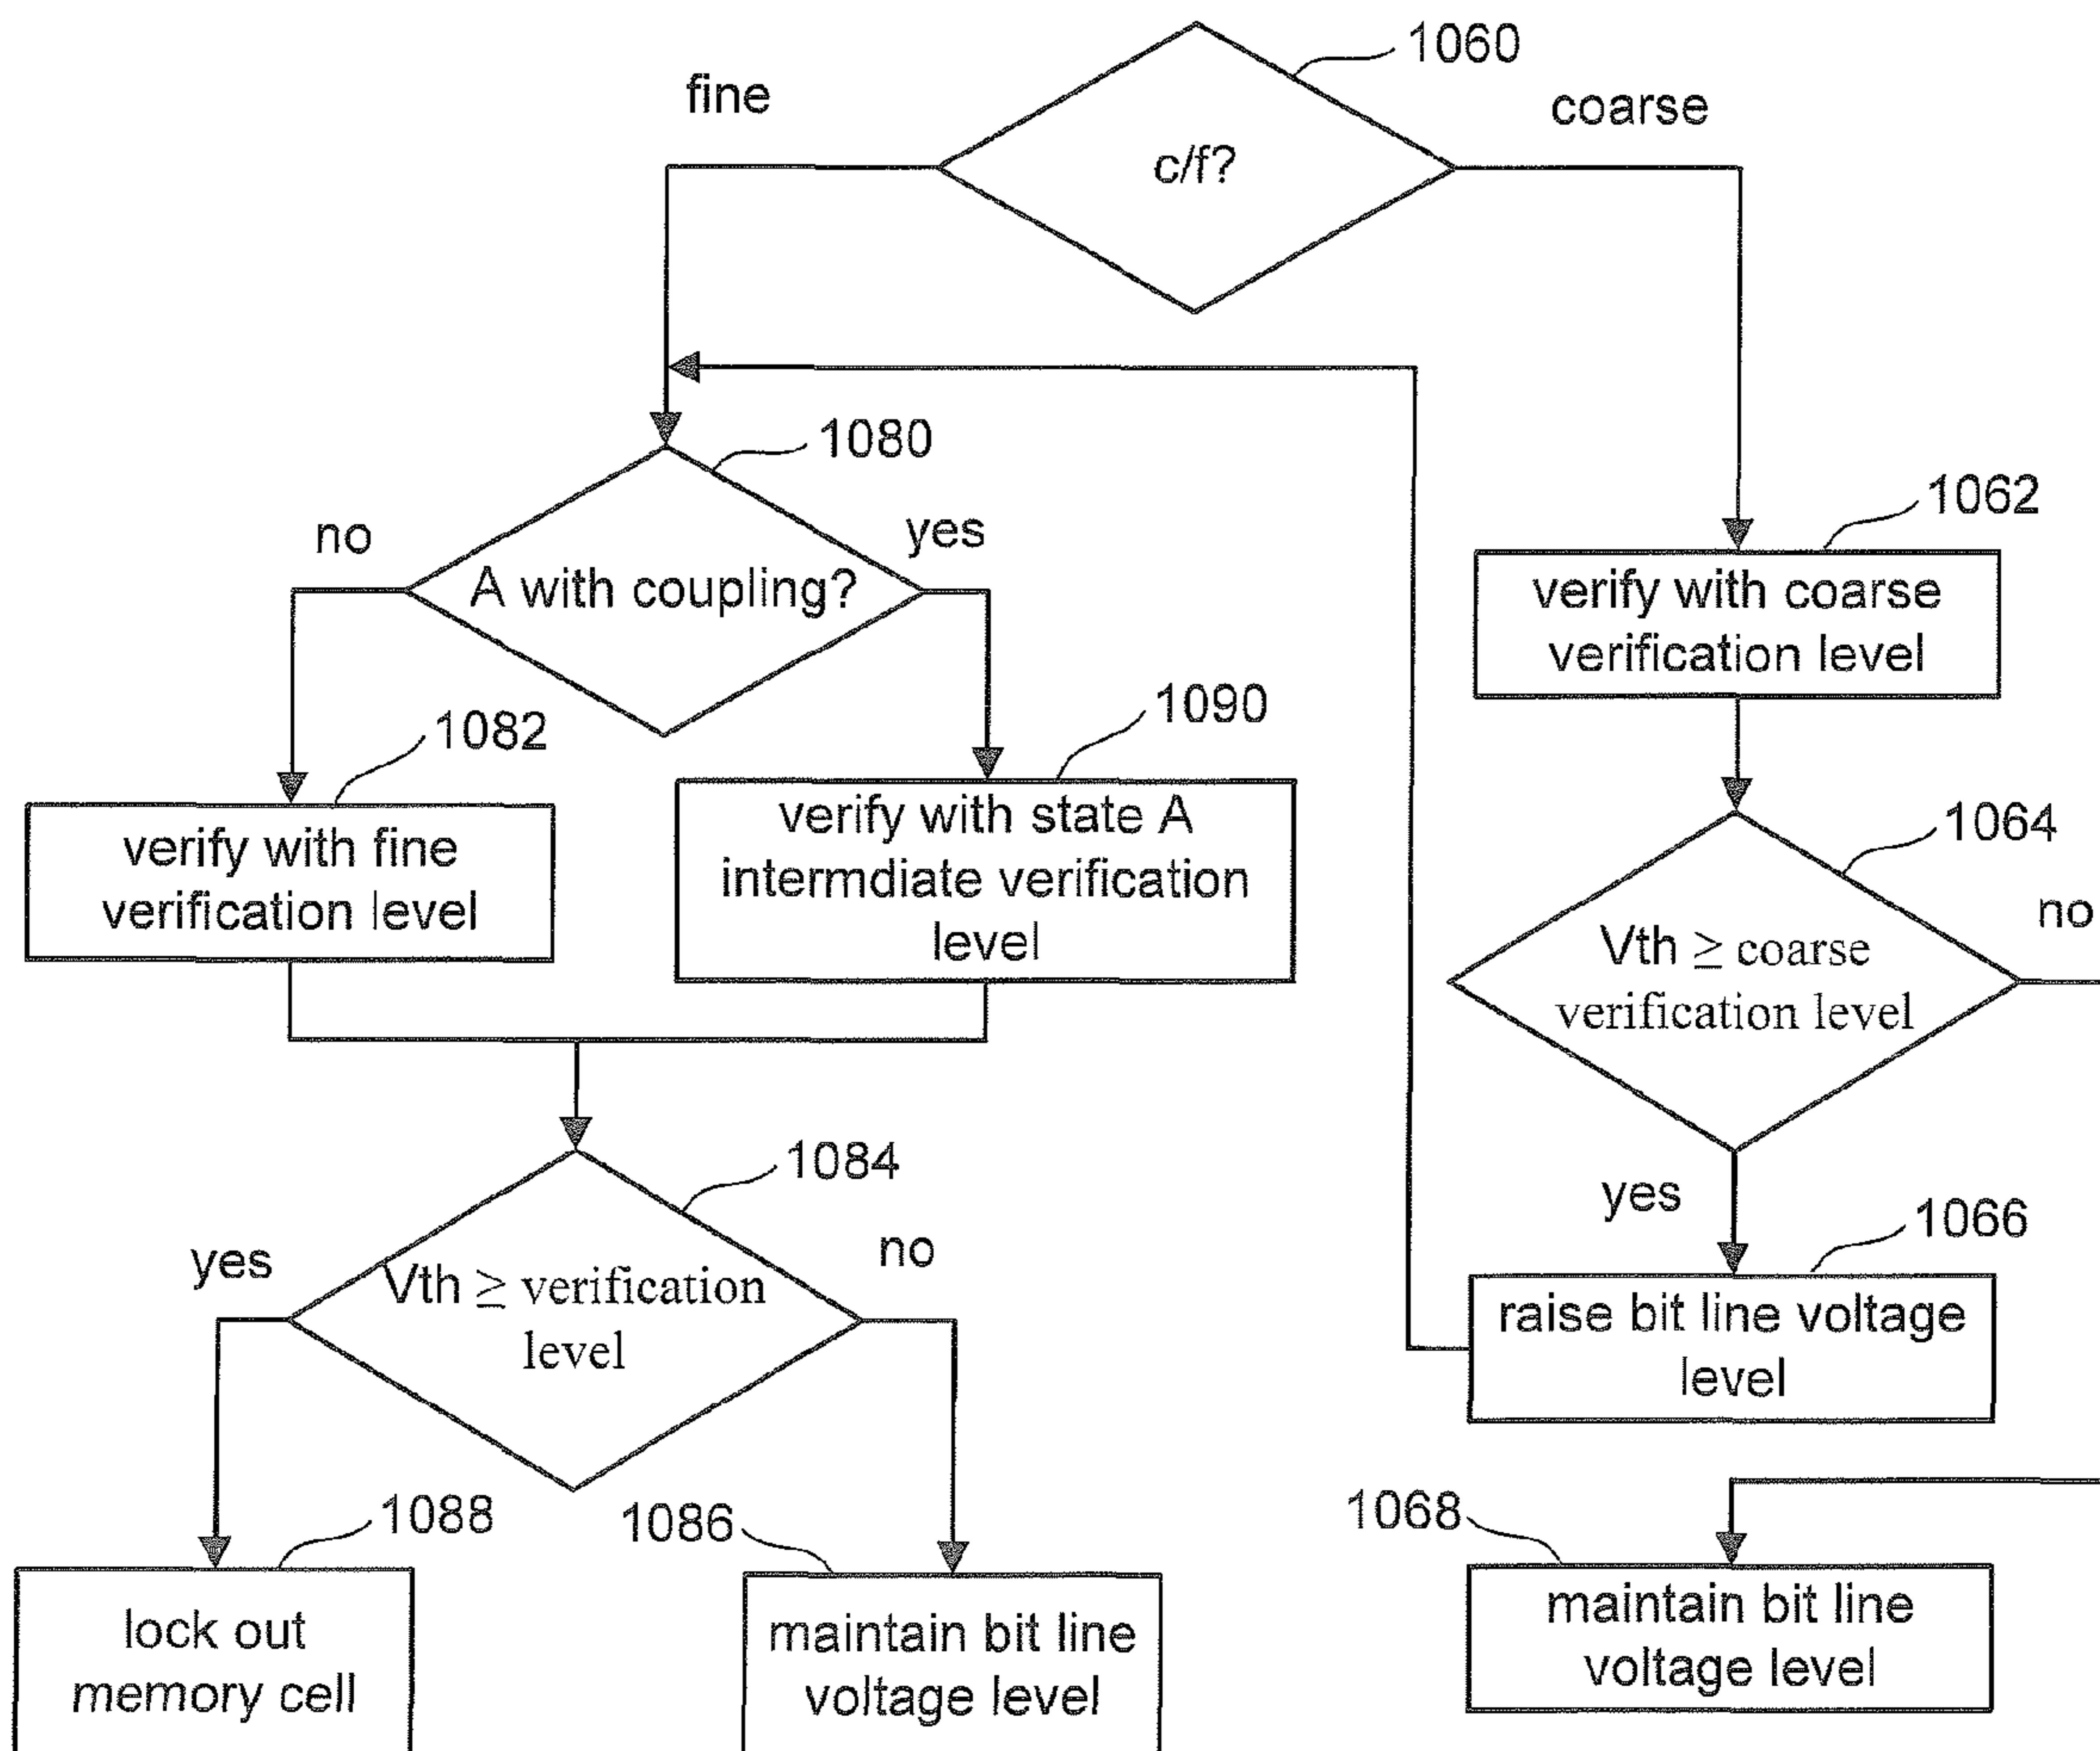 1060
fine
coarse
c/f?
1080
no
yes
A with coupling?
1062
verify with coarse
verification level
1082
1090
verify with fine
verification level
verify with state A
intermdiate verification
level
1064
no
Vth ≥ coarse
verification level
yes
1084
yes
no
Vth ≥ verification
level
1066
raise bit line voltage
level
1088
1086
1068
lock out
memory cell
maintain bit line
voltage level
maintain bit line
voltage level